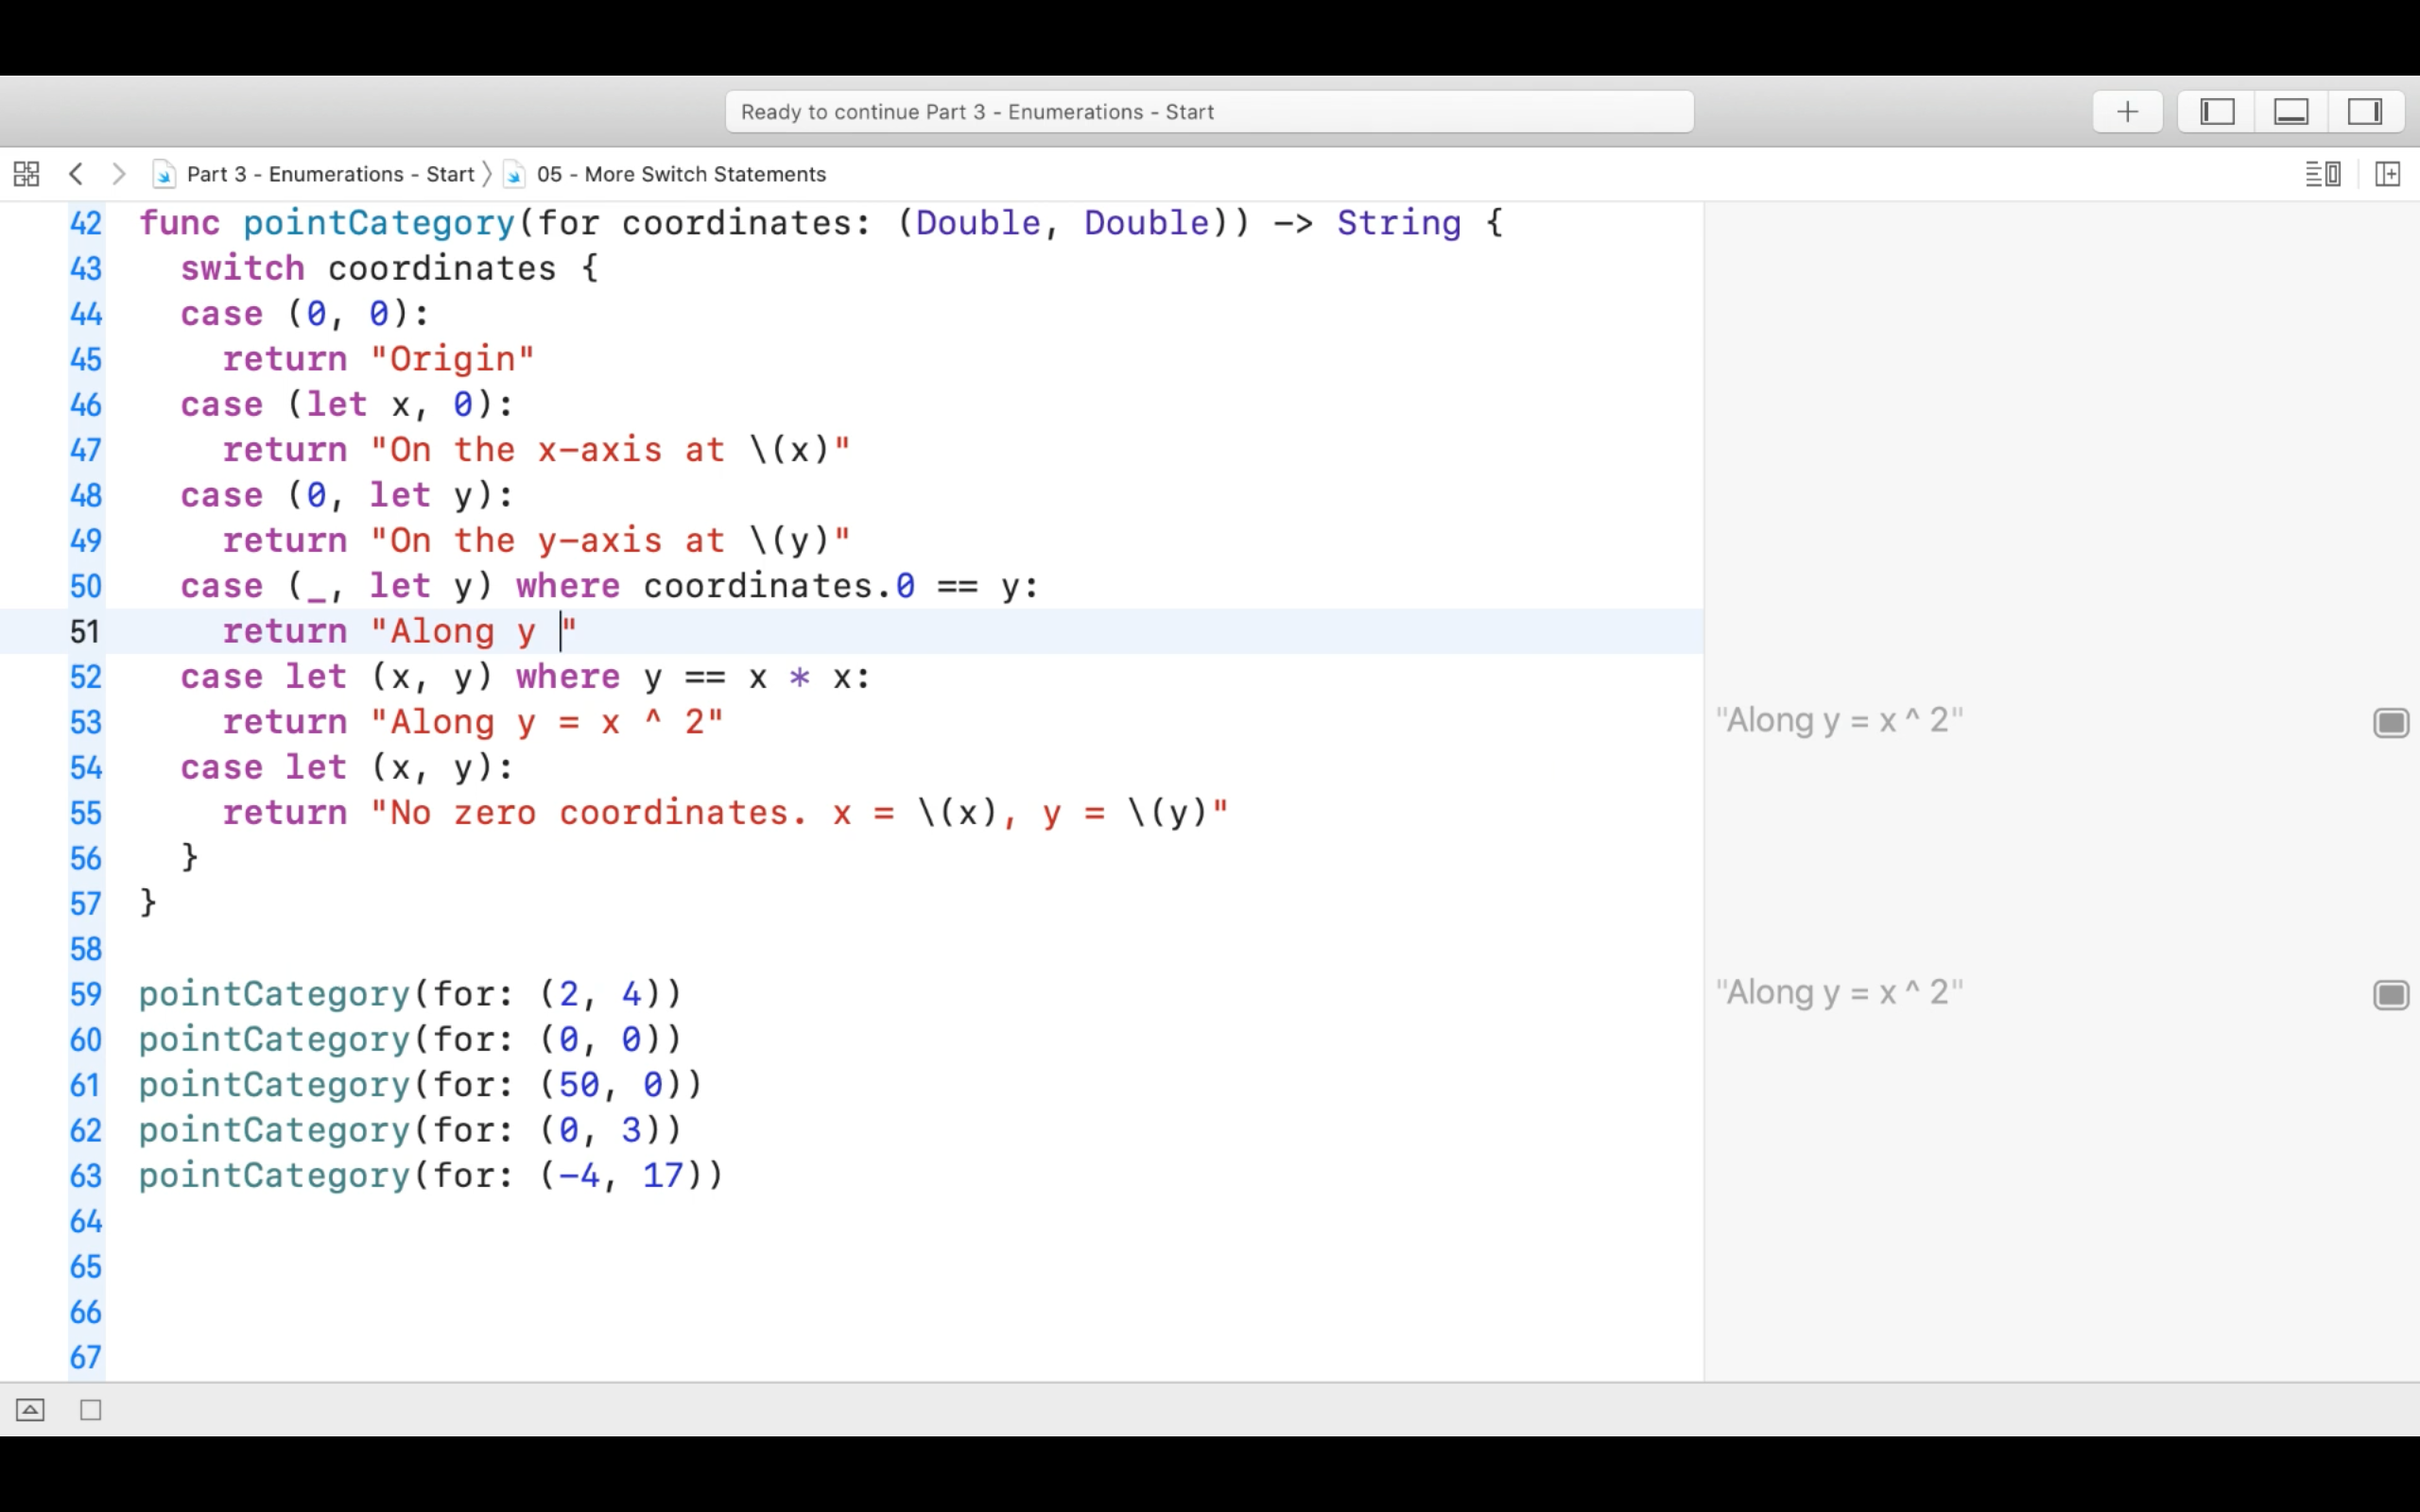 Ready to continue Part 3 - Enumerations - Start
Part 3 - Enumerations - Start 〉 05 - More Switch Statements
42 func pointCategory(for coordinates: (Double, Double)) -> String {
43   switch coordinates {
44   case (0, 0):
45     return "Origin"
46   case (let x, 0):
47     return "On the x-axis at \(x)"
48   case (0, let y):
49     return "On the y-axis at \(y)"
50   case (_, let y) where coordinates.0 == y:
51     return "Along y "
52   case let (x, y) where y == x * x:
53     return "Along y = x ^ 2" "Along y = x ^ 2"
54   case let (x, y):
55     return "No zero coordinates. x = \(x), y = \(y)"
56   }
57 }
58
59 pointCategory(for: (2, 4)) "Along y = x ^ 2"
60 pointCategory(for: (0, 0))
61 pointCategory(for: (50, 0))
62 pointCategory(for: (0, 3))
63 pointCategory(for: (-4, 17))
64
65
66
67